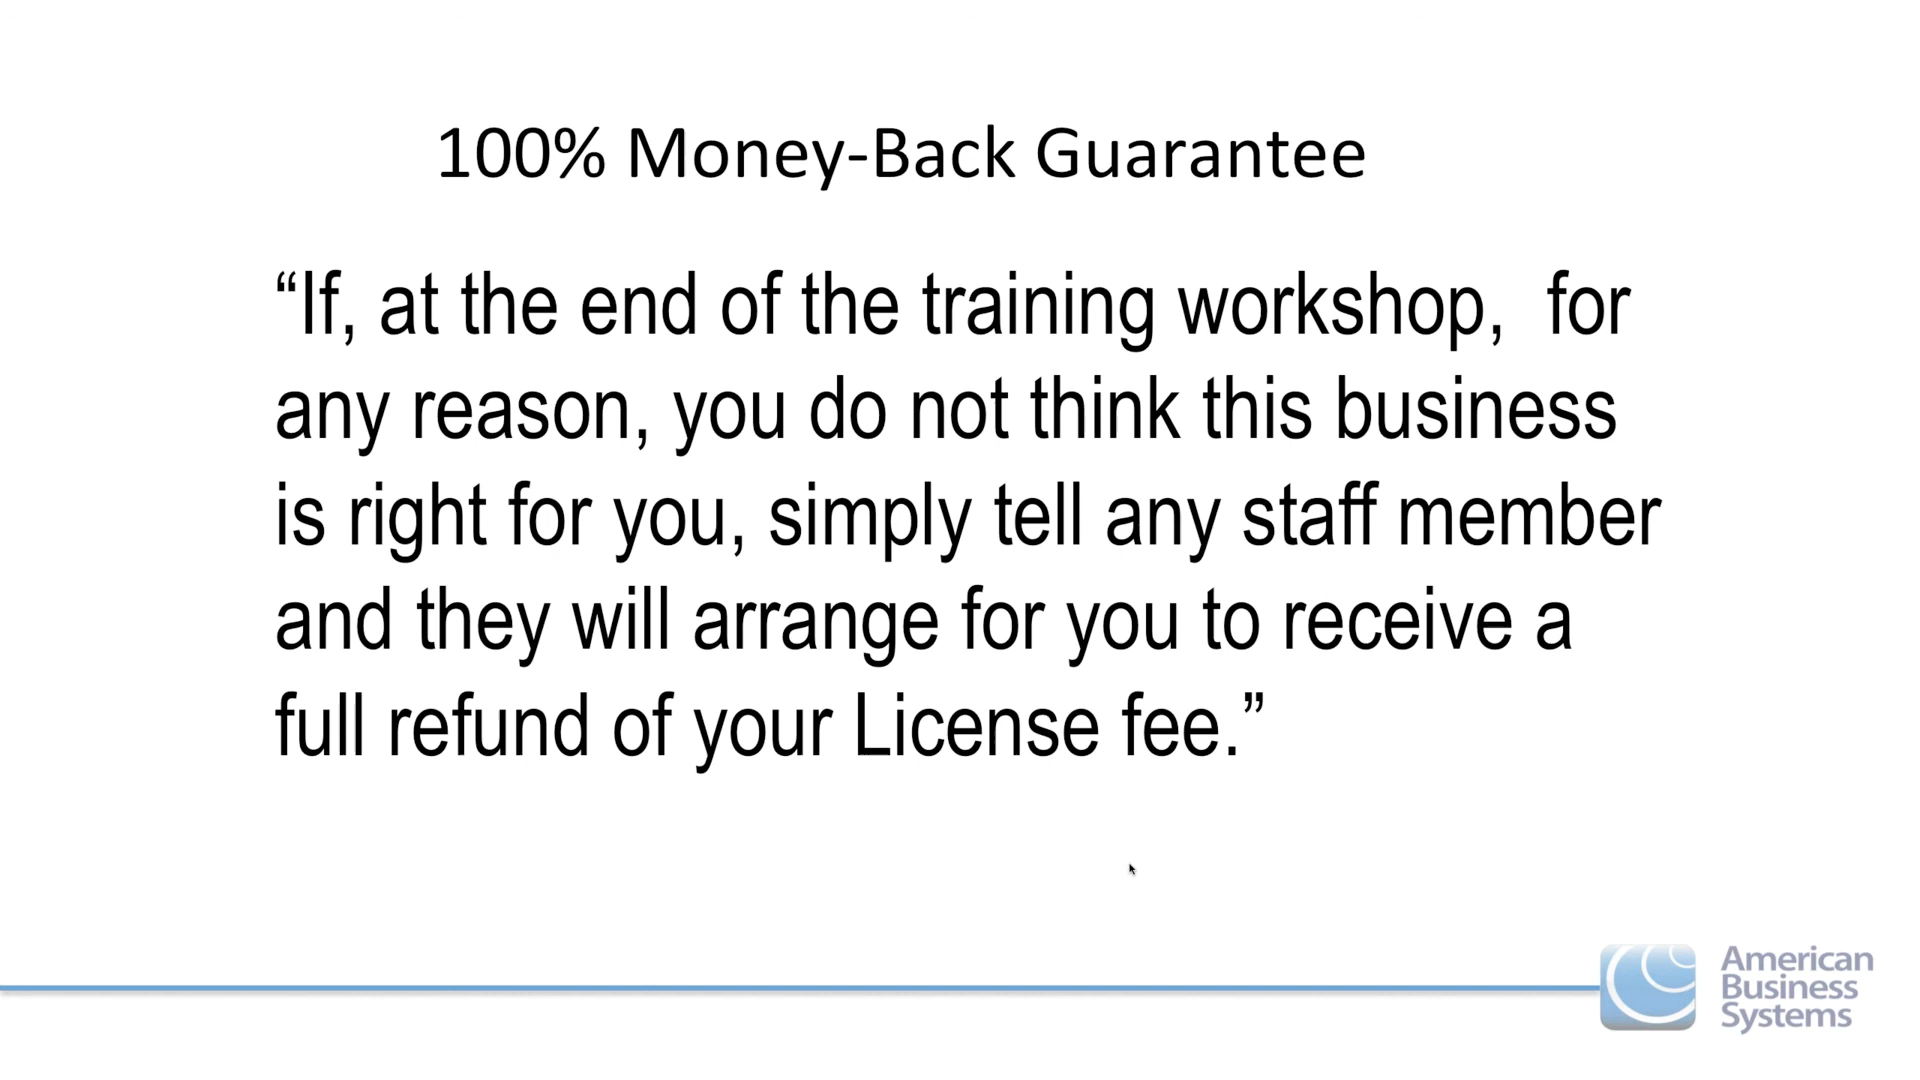 100% Money-Back Guarantee
“If, at the end of the training workshop,  for
any reason, you do not think this business
is right for you, simply tell any staff member
and they will arrange for you to receive a
full refund of your License fee.”
American
Business
Systems